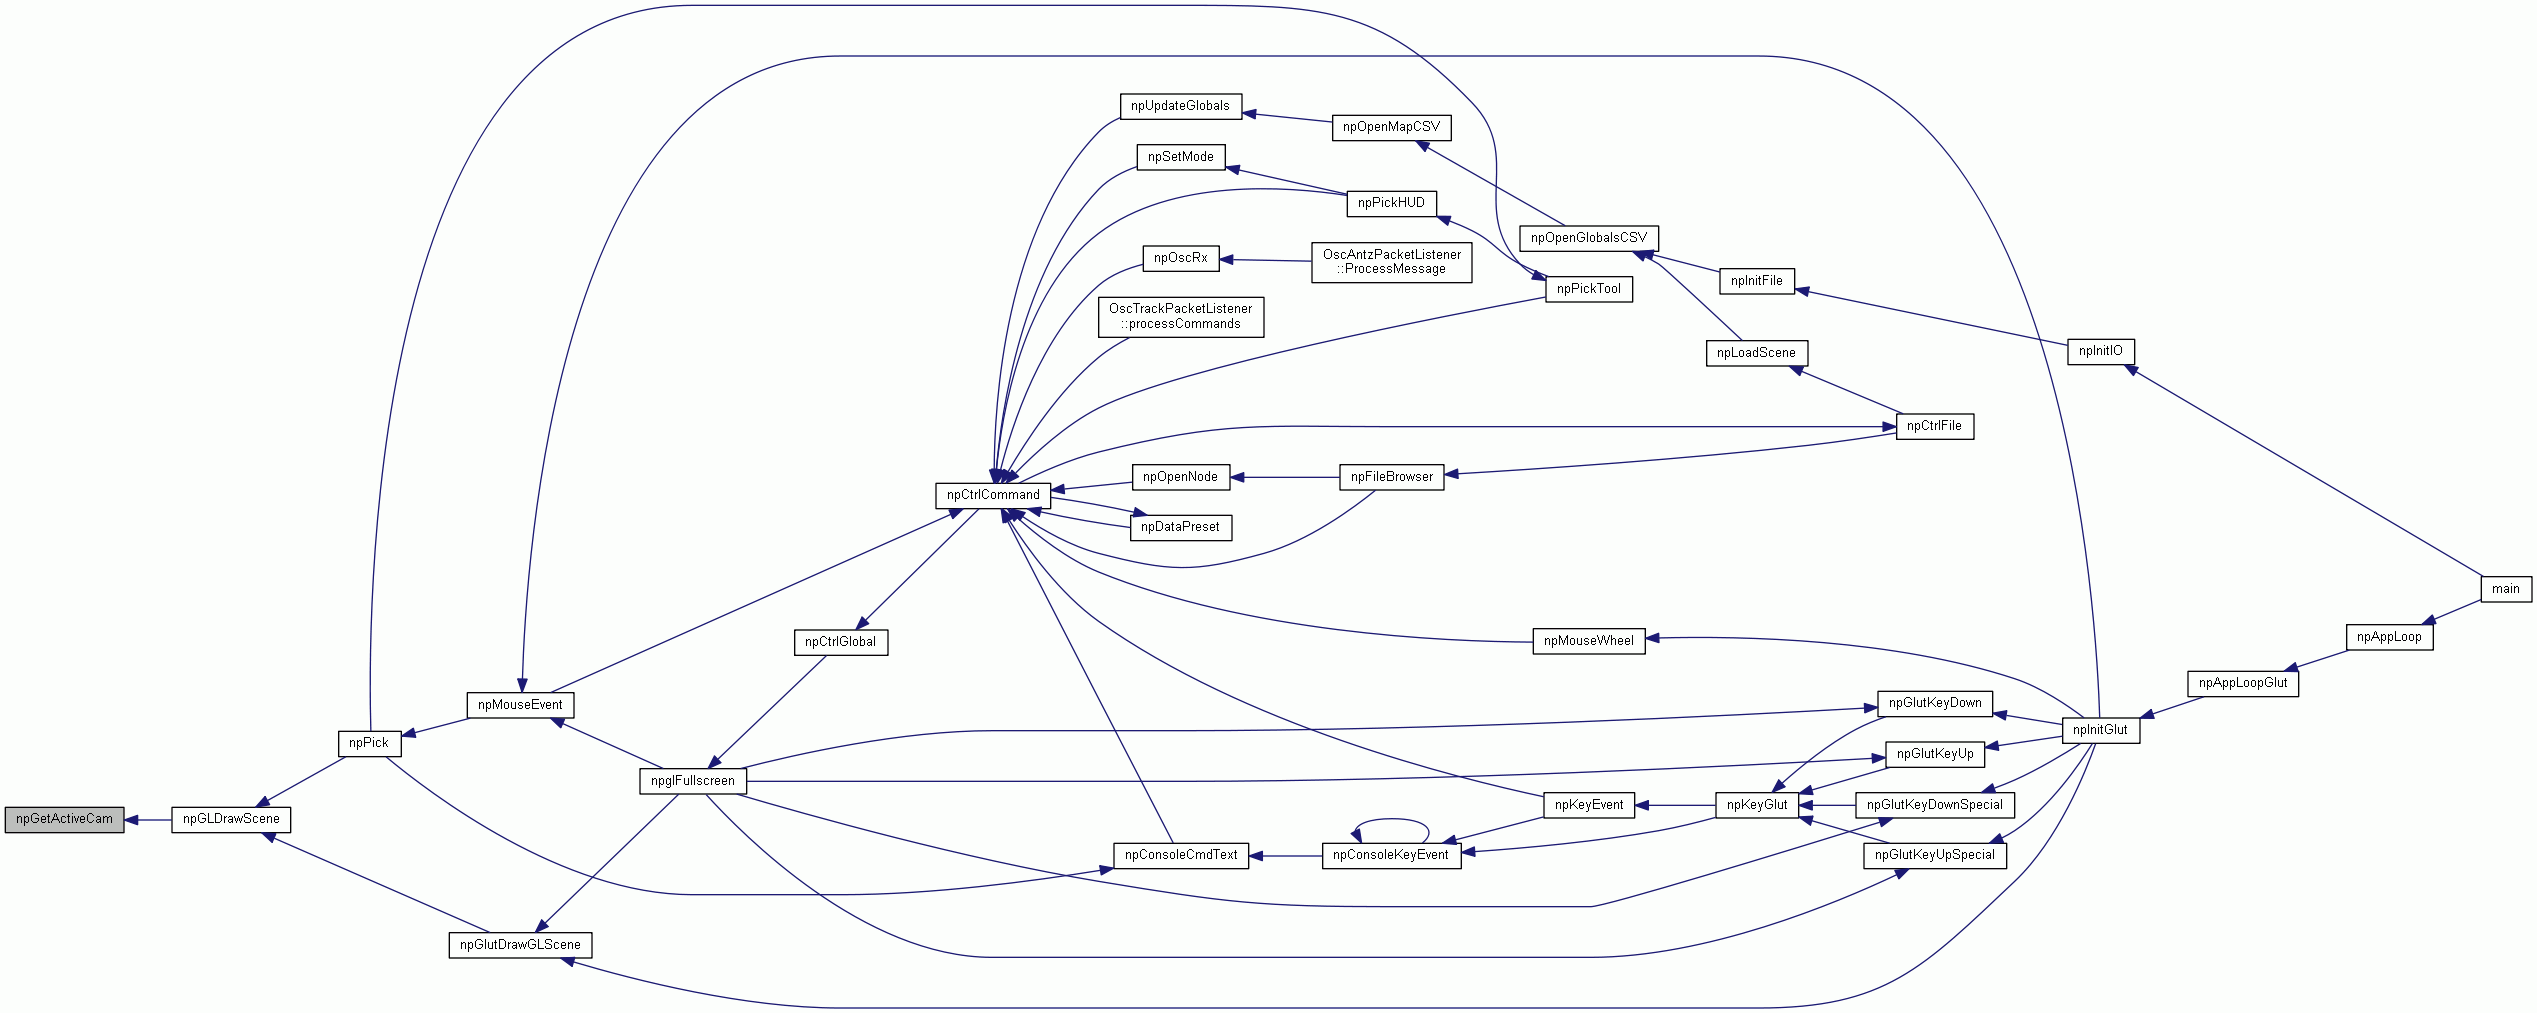 npUpdateGlobals
npOpenMapCSV
npSetMode
npPickHUD
npOpenGlobalsCSV
npOscRx
OscAntzPacketListener
::ProcessMessage
npInitFile
npPickTool
OscTrackPacketListener
::processCommands
npLoadScene
npInitIO
npCtrlFile
npOpenNode
npFileBrowser
npCtrlCommand
npDataPreset
main
npCtrlGlobal
npMouseWheel
npAppLoop
npAppLoopGlut
npMouseEvent
npGlutKeyDown
npInitGlut
npPick
npGlutKeyUp
npglFullscreen
npKeyEvent
npKeyGlut
npGlutKeyDownSpecial
npGetActiveCam
npGLDrawScene
npConsoleCmdText
npConsoleKeyEvent
npGlutKeyUpSpecial
npGlutDrawGLScene